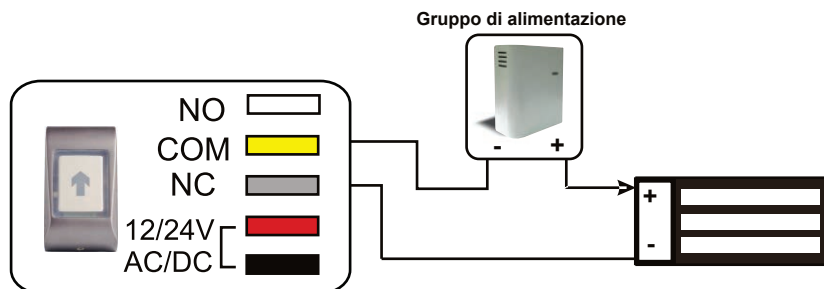 Gruppo di alimentazione
NO
COM
NC
12/24V
AC/DC
- +
+
-